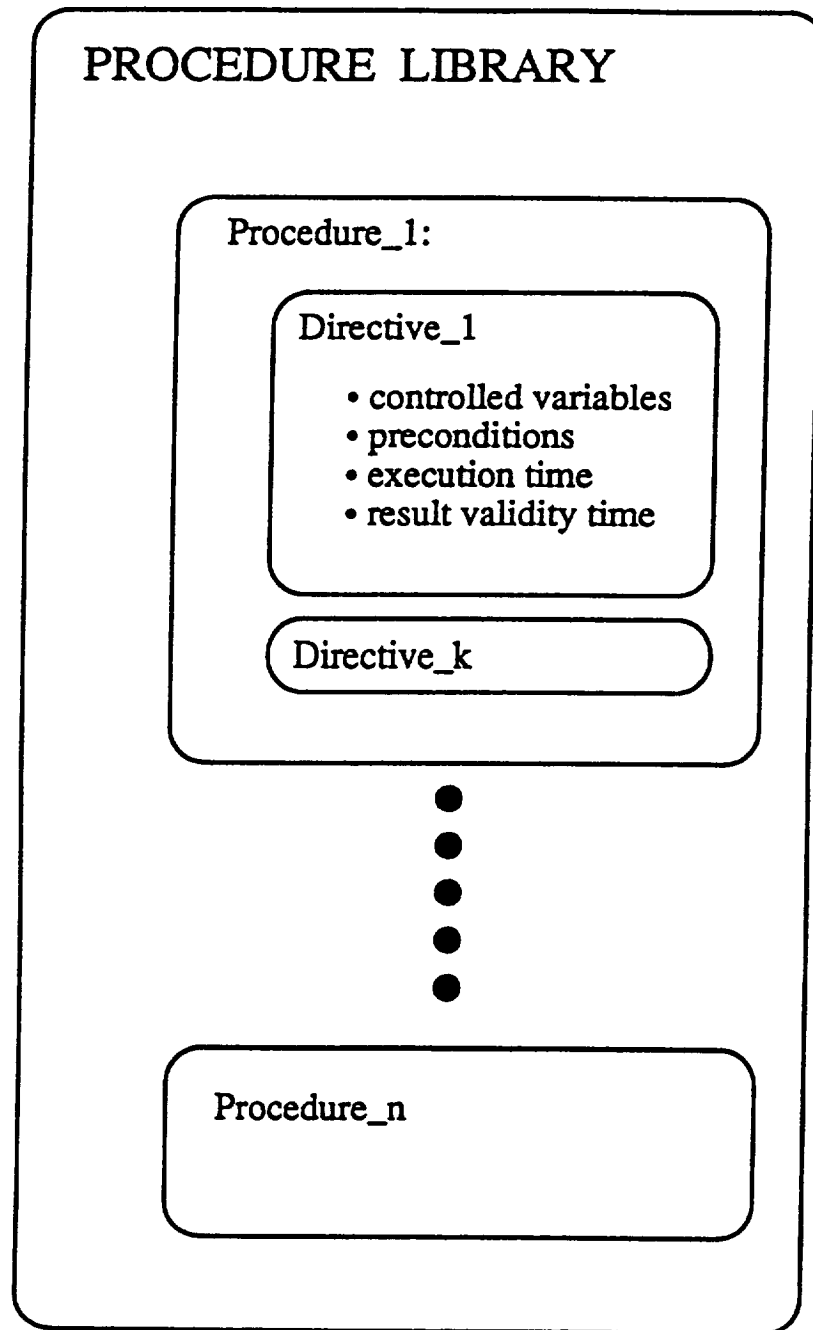 PROCEDURE LIBRARY
Procedure_1:
Directive_1
• controlled variables
• preconditions
• execution time
• result validity time
Directive_k
Procedure_n